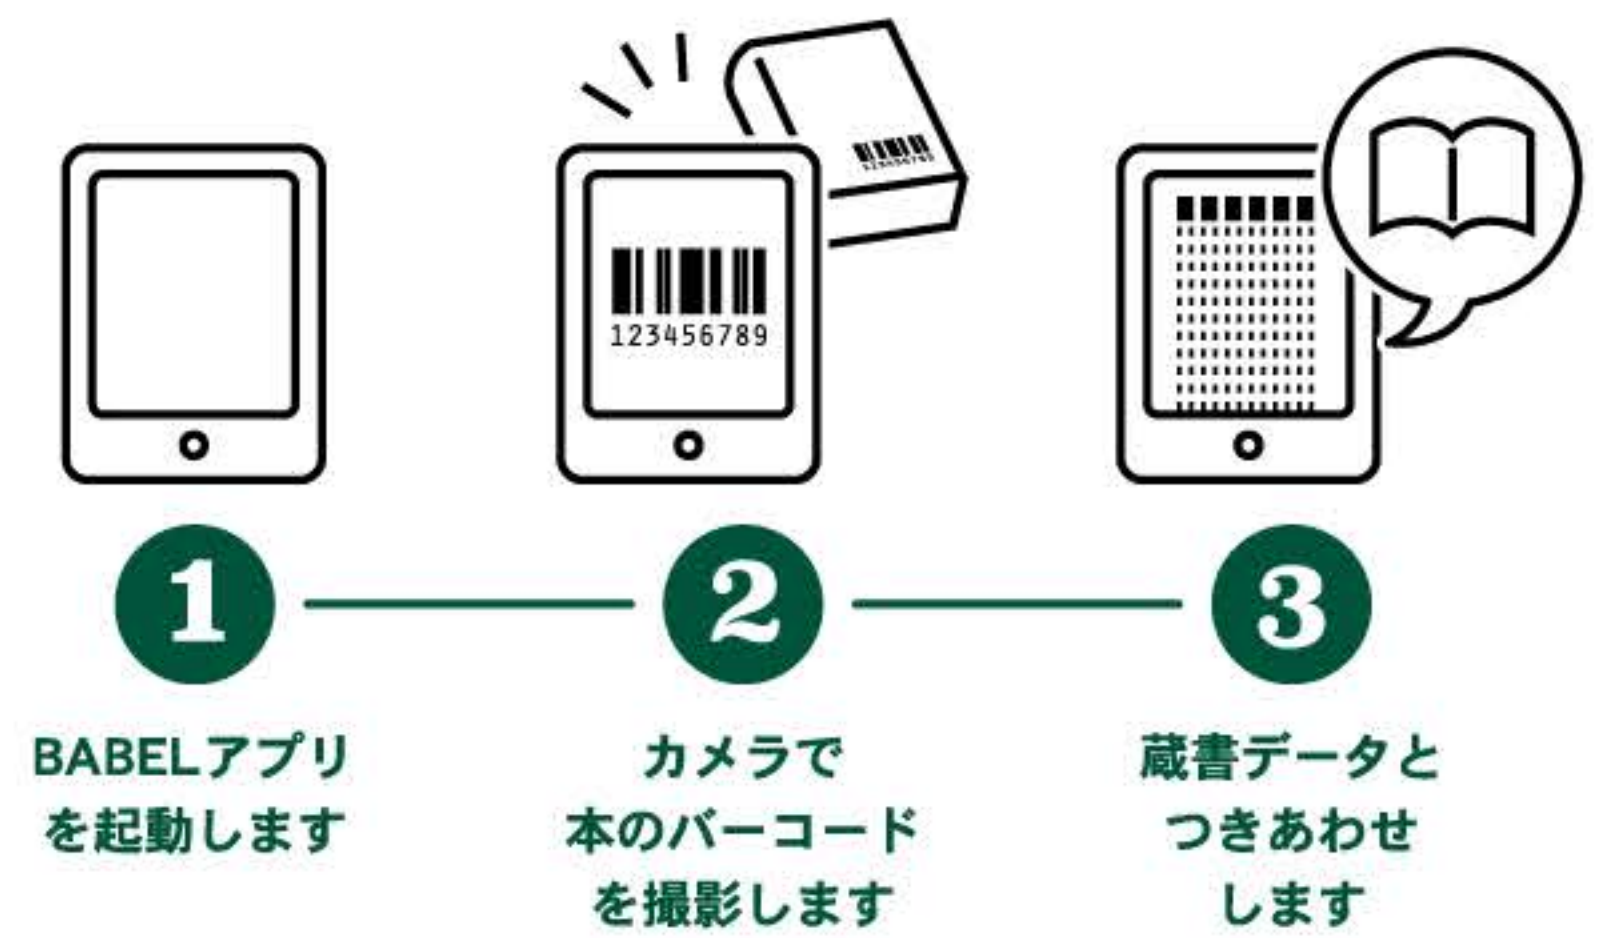 123456789
123456789
1
2
3
BABELアプリ
を起動します
カメラで
本のバーコード
を撮影します
蔵書データと
つきあわせ
します